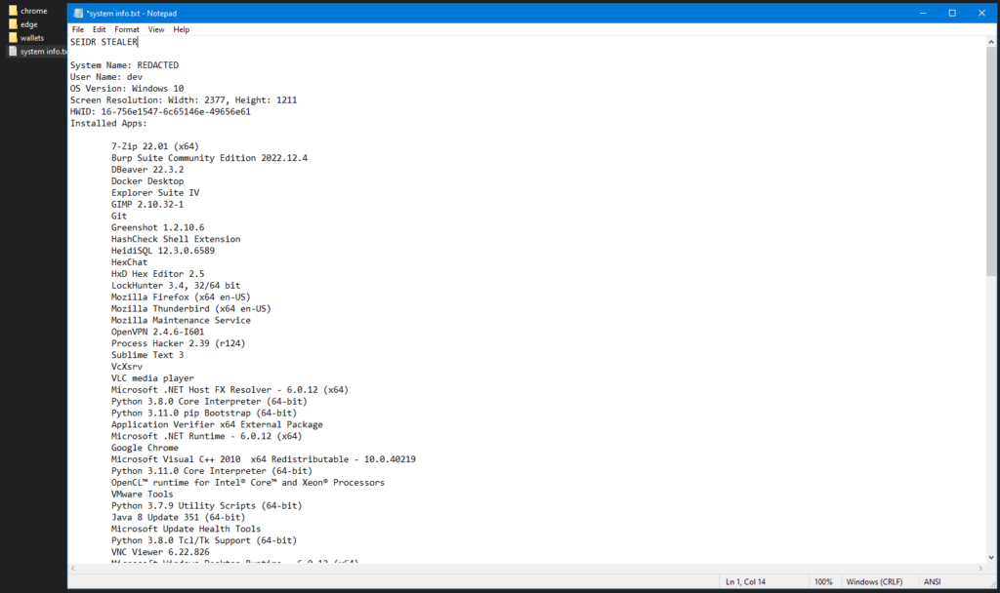 chrome
edge
wallets
system info.tx
*system info.txt - Notepad
File Edit Format View Help
SEIDR STEALER
System Name: REDACTED
User Name: dev
OS Version: Windows 10
Screen Resolution: Width: 2377, Height: 1211
HWID: 16-756e1547-6c65146e-49656e61
Installed Apps:
7-Zip 22.01 (x64)
Burp Suite Community Edition 2022.12.4
DBeaver 22.3.2
Docker Desktop
Explorer Suite IV
GIMP 2.10.32-1
Git
Greenshot 1.2.10.6
HashCheck Shell Extension
HeidiSQL 12.3.0.6589
HexChat
HxD Hex Editor 2.5
LockHunter 3.4, 32/64 bit
Mozilla Firefox (x64 en-US)
Mozilla Thunderbird (x64 en-US)
Mozilla Maintenance Service
OpenVPN 2.4.6-I601
Process Hacker 2.39 (r124)
Sublime Text 3
VcXsrv
VLC media player
Microsoft .NET Host FX Resolver - 6.0.12 (x64)
Python 3.8.0 Core Interpreter (64-bit)
Python 3.11.0 pip Bootstrap (64-bit)
Application Verifier x64 External Package
Microsoft .NET Runtime - 6.0.12 (x64)
Google Chrome
Microsoft Visual C++ 2010  x64 Redistributable - 10.0.40219
Python 3.11.0 Core Interpreter (64-bit)
OpenCL™ runtime for Intel® Core™ and Xeon® Processors
VMware Tools
Python 3.7.9 Utility Scripts (64-bit)
Java 8 Update 351 (64-bit)
Microsoft Update Health Tools
Python 3.8.0 Tcl/Tk Support (64-bit)
VNC Viewer 6.22.826
Microsoft Windows Desktop Runtime - 6.0.12 (x64)
Ln 1, Col 14 100% Windows (CRLF) ANSI